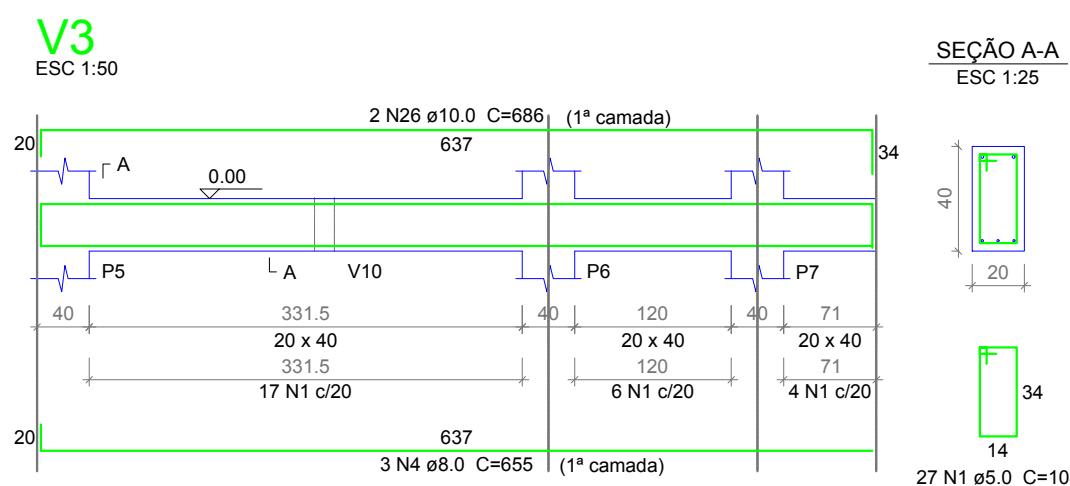 V3
ESC 1:50
SEÇÃO A-A
ESC 1:25
2 N26 ø10.0 C=686 (1ª camada)
20
637
34
A
0.00
40
P5
A
V10
P6
P7
20
40
331.5
40
120
40
71
20 x 40
20 x 40
20 x 40
331.5
120
71
17 N1 c/20
6 N1 c/20
4 N1 c/20
34
20
637
14
3 N4 ø8.0 C=655 (1ª camada)
27 N1 ø5.0 C=10